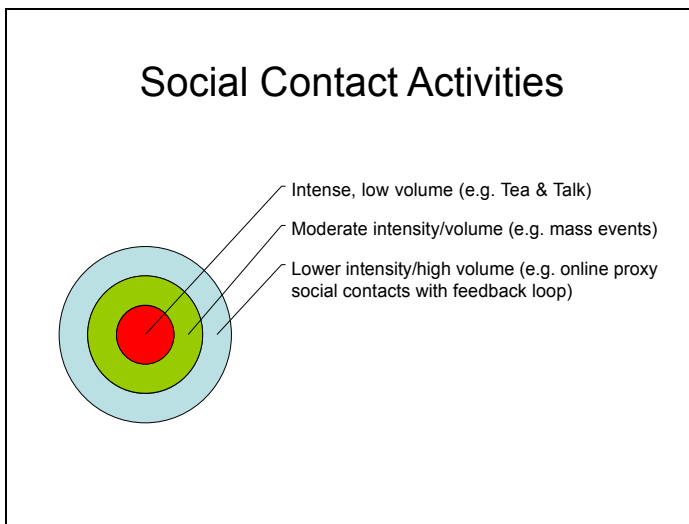 Social Contact Activities
Intense, low volume (e.g. Tea & Talk)
Moderate intensity/volume (e.g. mass events)
Lower intensity/high volume (e.g. online proxy
social contacts with feedback loop)